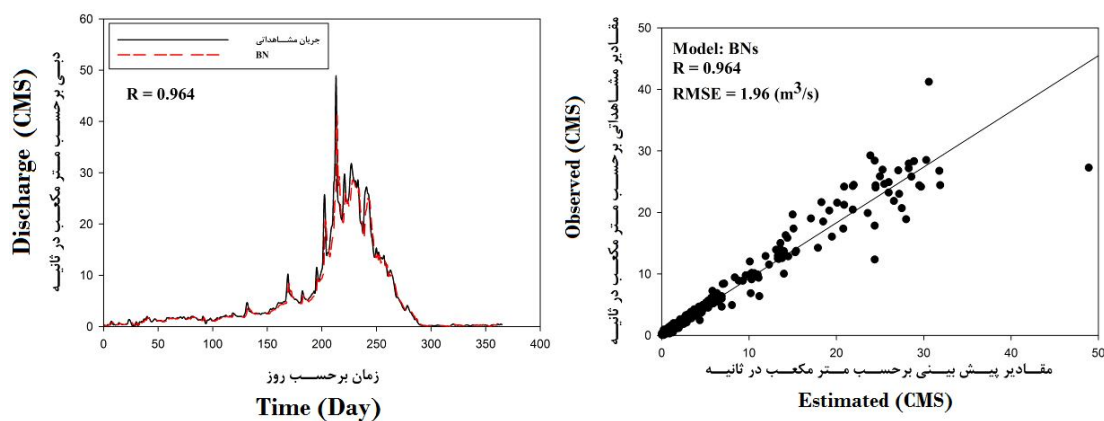 60
50
40
30
20
10
0
Discharge (CMS)
دبی برحسب متر مکعب در ثانیه
جریان مشاهداتی
BN
R = 0.964
0 50 100 150 200 250 300 350 400
زمان برحسب روز
Time (Day)
50
40
30
20
10
0
Observed (CMS)
مقادیر مشاهداتی برحسب متر مکعب در ثانیه
Model: BNs
R = 0.964
RMSE = 1.96 (m³/s)
0 10 20 30 40 50
مقادیر پیش بینی برحسب متر مکعب در ثانیه
Estimated (CMS)